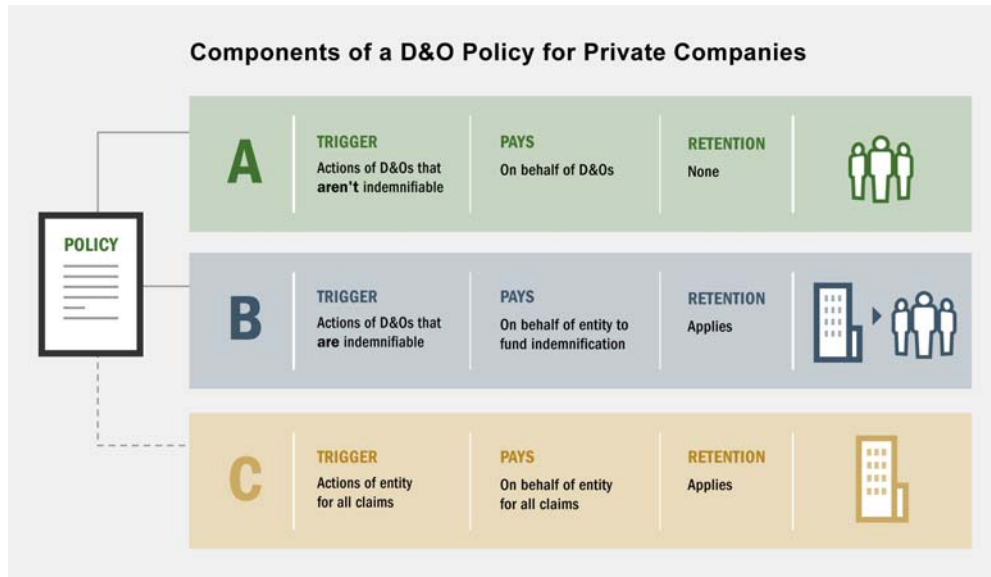 Components of a D&O Policy for Private Companies
POLICY
A
TRIGGER
Actions of D&Os that
aren't indemnifiable
PAYS
On behalf of D&Os
RETENTION
None
B
TRIGGER
Actions of D&Os that
are indemnifiable
PAYS
On behalf of entity to
fund indemnification
RETENTION
Applies
C
TRIGGER
Actions of entity
for all claims
PAYS
On behalf of entity
for all claims
RETENTION
Applies